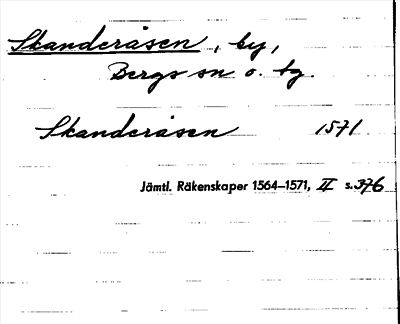 Skanderåsen, by,
Bergs sn o. tg.
Skanderåsen 1571
Jämtl. Räkenskaper 1564–1571, II s. 376